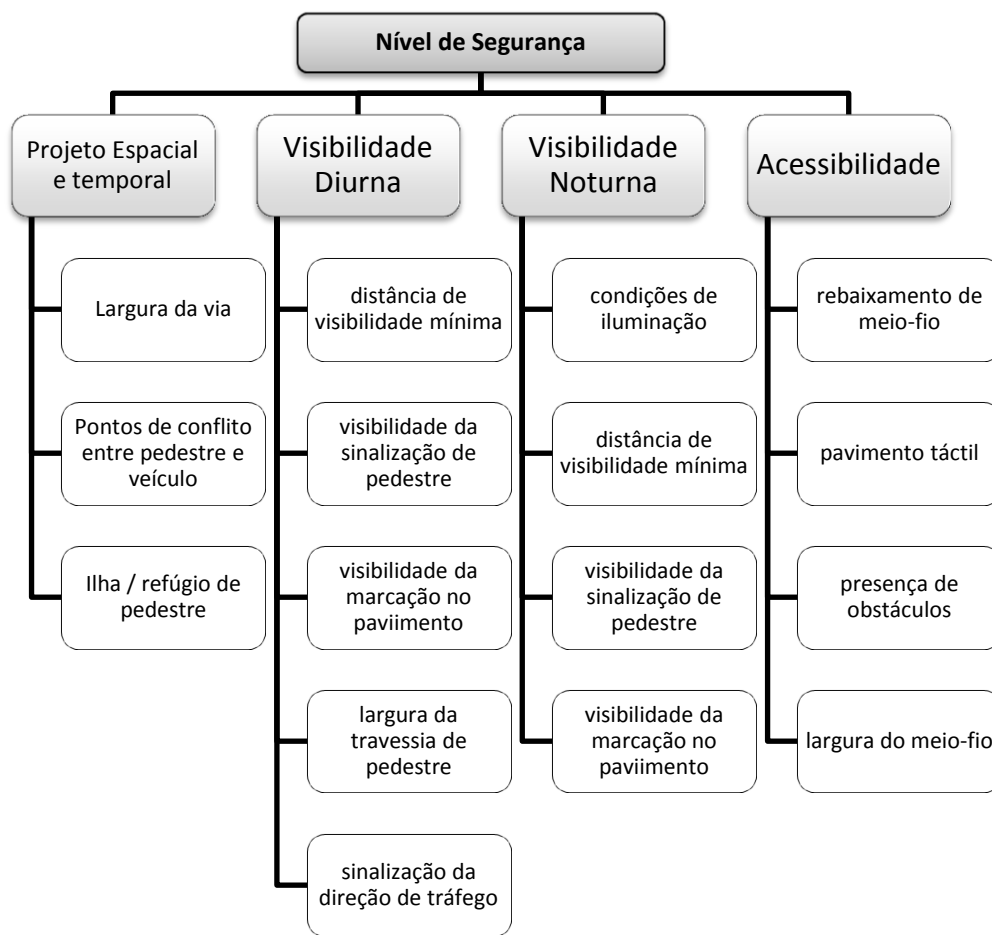 Nível de Segurança
Projeto Espacial
e temporal
Largura da via
Pontos de conflito
entre pedestre e
veículo
Ilha / refúgio de
pedestre
Visibilidade
Diurna
distância de
visibilidade mínima
visibilidade da
sinalização de
pedestre
visibilidade da
marcação no
paviimento
largura da
travessia de
pedestre
sinalização da
direção de tráfego
Visibilidade
Noturna
condições de
iluminação
distância de
visibilidade mínima
visibilidade da
sinalização de
pedestre
visibilidade da
marcação no
paviimento
Acessibilidade
rebaixamento de
meio-fio
pavimento táctil
presença de
obstáculos
largura do meio-fio